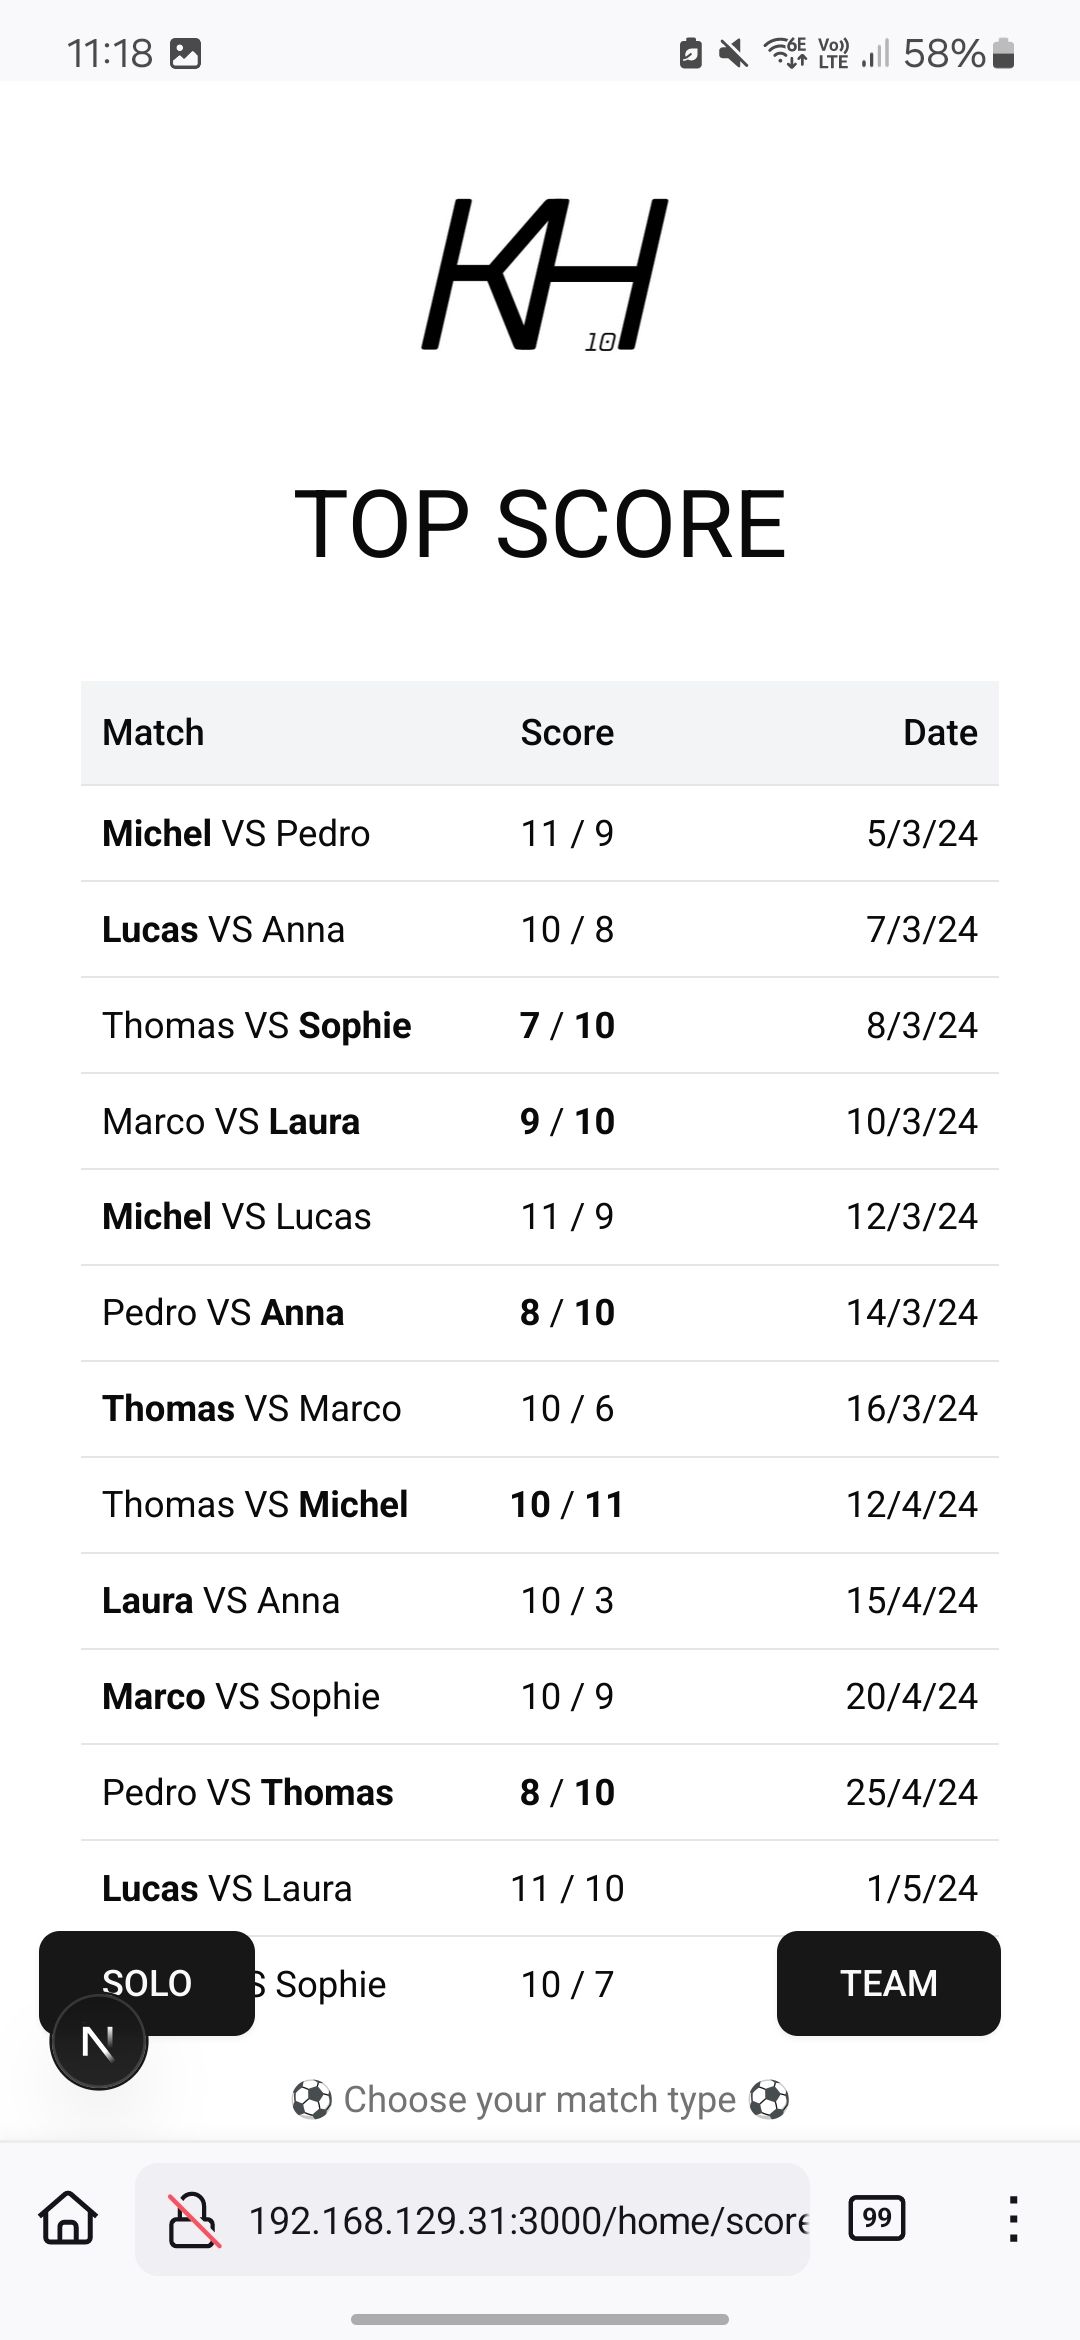 11:18 6E Vo)) LTE 58%
KH
10
TOP SCORE
Match Score Date
Michel VS Pedro 11 / 9 5/3/24
Lucas VS Anna 10 / 8 7/3/24
Thomas VS Sophie 7 / 10 8/3/24
Marco VS Laura 9 / 10 10/3/24
Michel VS Lucas 11 / 9 12/3/24
Pedro VS Anna 8 / 10 14/3/24
Thomas VS Marco 10 / 6 16/3/24
Thomas VS Michel 10 / 11 12/4/24
Laura VS Anna 10 / 3 15/4/24
Marco VS Sophie 10 / 9 20/4/24
Pedro VS Thomas 8 / 10 25/4/24
Lucas VS Laura 11 / 10 1/5/24
SOLO S Sophie 10 / 7 TEAM
N
⚽ Choose your match type ⚽
192.168.129.31:3000/home/score 99